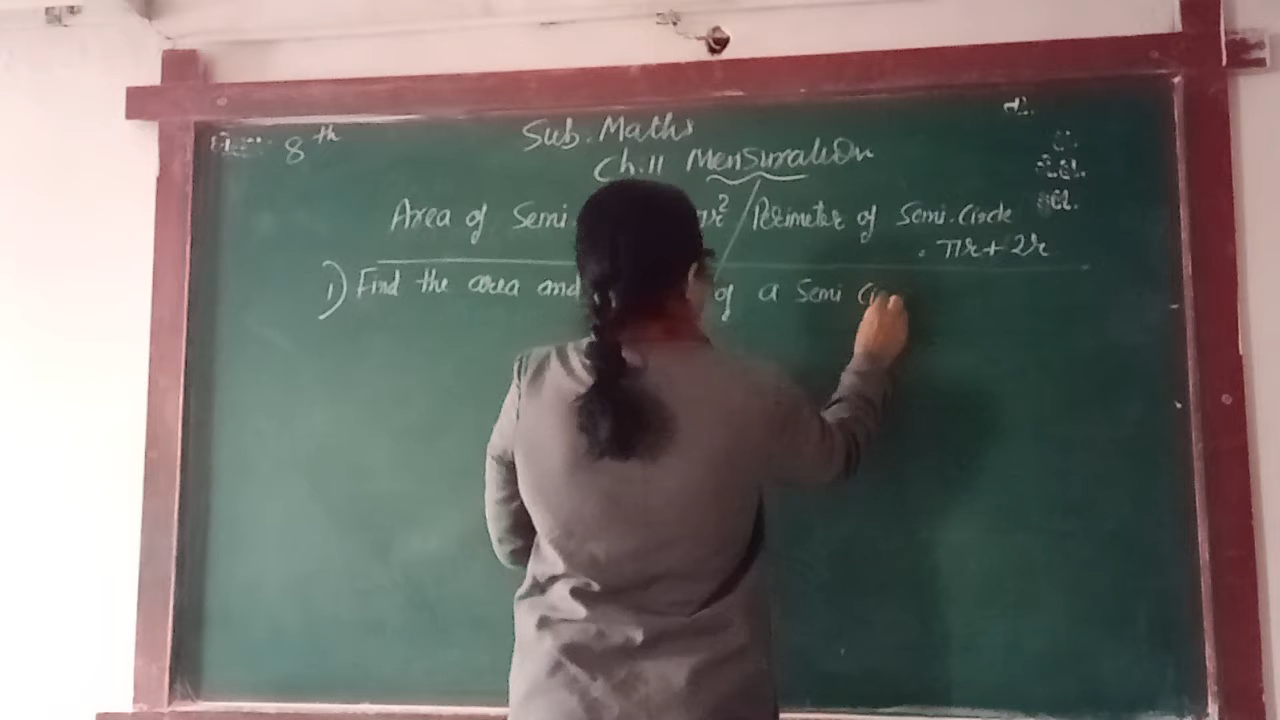 8th
Sub. Maths
Ch. 11 Mensuration
Area of Semi r² / Perimeter of Semi. Circle
πr + 2r
1) Find the area and of a Semi Ci